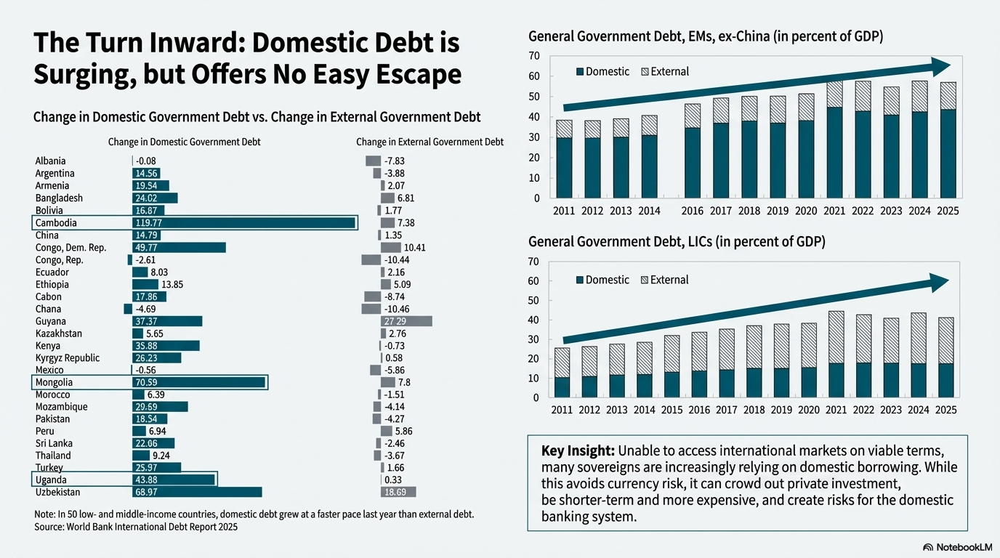 The Turn Inward: Domestic Debt is
Surging, but Offers No Easy Escape
Change in Domestic Government Debt vs. Change in External Government Debt
Change in Domestic Government Debt Change in External Government Debt
Albania -0.08 -7.83
Argentina 14.56 -3.88
Armenia 19.54 2.07
Bangladesh 24.02 6.81
Bolivia 16.87 1.77
Cambodia 119.77 7.38
China 14.79 1.35
Congo, Dem. Rep. 49.77 10.41
Congo, Rep. -2.61 -10.44
Ecuador 8.03 2.16
Ethiopia 13.85 5.09
Cabon 17.86 -8.74
Chana -4.69 -10.46
Guyana 37.37 27 29
Kazakhstan 5.65 2.76
Kenya 35.88 -0.73
Kyrgyz Republic 26.23 0.58
Mexico -0.56 -5.86
Mongolia 70.59 7.8
Morocco 6.39 -1.51
Mozambique 29.69 -4.14
Pakistan 18.54 -4.27
Peru 6.94 5.86
Sri Lanka 22.06 -2.46
Thailand 9.24 -3.67
Turkey 25.97 1.66
Uganda 43.88 0.33
Uzbekistan 68.97 18.69
Note: In 50 low- and middle-income countries, domestic debt grew at a faster pace last year than external debt.
Source: World Bank International Debt Report 2025
General Government Debt, EMs, ex-China (in percent of GDP)
70
60
50
40
30
20
10
0
Domestic External
2011 2012 2013 2014 2016 2017 2018 2019 2020 2021 2022 2023 2024 2025
General Government Debt, LICs (in percent of GDP)
70
60
50
40
30
20
10
0
Domestic External
2011 2012 2013 2014 2015 2016 2017 2018 2019 2020 2021 2022 2023 2024 2025
Key Insight: Unable to access international markets on viable terms,
many sovereigns are increasingly relying on domestic borrowing. While
this avoids currency risk, it can crowd out private investment,
be shorter-term and more expensive, and create risks for the domestic
banking system.
NotebookLM